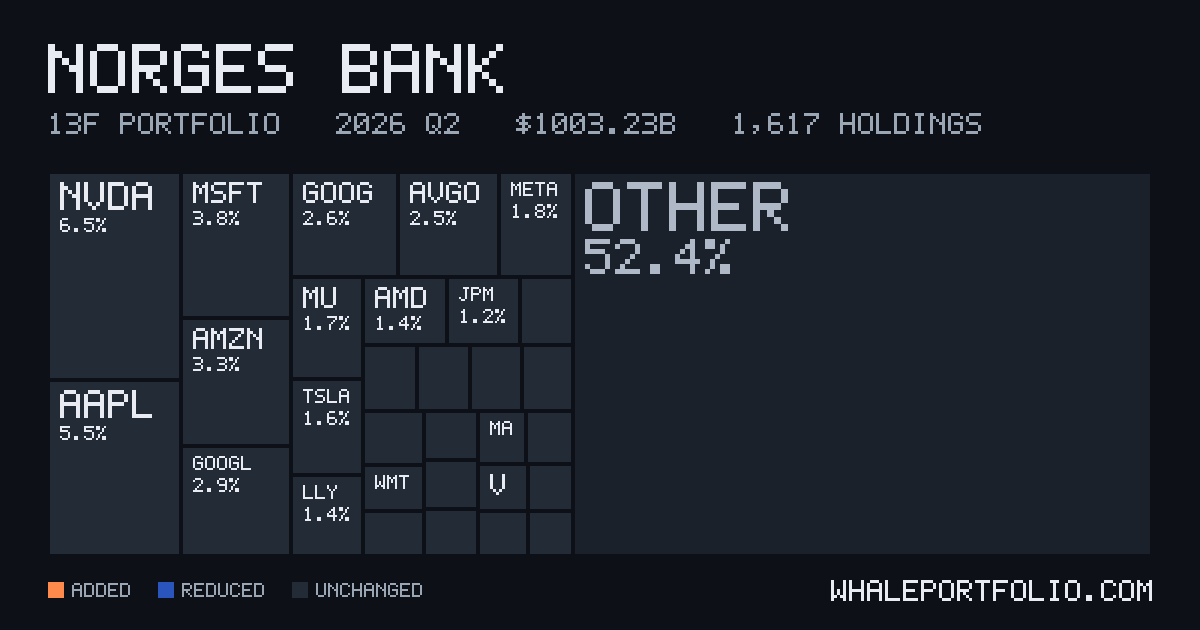 NORGES BANK
13F PORTFOLIO 2026 Q2 $1003.23B 1,617 HOLDINGS
NVDA
6.5%
AAPL
5.5%
MSFT
3.8%
AMZN
3.3%
GOOGL
2.9%
GOOG
2.6%
AVGO
2.5%
META
1.8%
MU
1.7%
TSLA
1.6%
LLY
1.4%
AMD
1.4%
JPM
1.2%
MA
WMT
V
OTHER
52.4%
ADDED REDUCED UNCHANGED
WHALEPORTFOLIO.COM